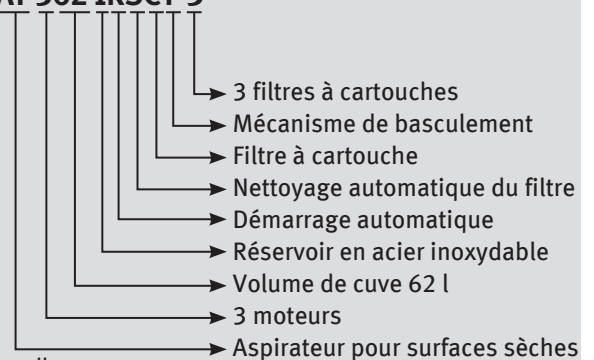 3 filtres à cartouches
Mécanisme de basculement
Filtre à cartouche
Nettoyage automatique du filtre
Démarrage automatique
Réservoir en acier inoxydable
Volume de cuve 62 l
3 moteurs
Aspirateur pour surfaces sèches